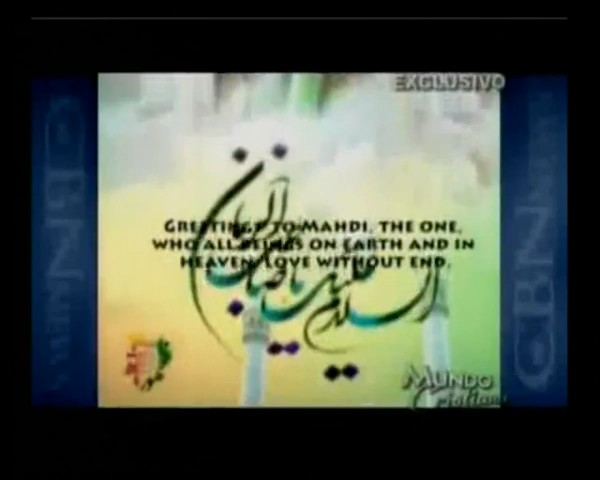 EXCLUSIVO
GREETINGS TO MAHDI, THE ONE,
WHO ALL BEINGS ON EARTH AND IN
HEAVEN, LOVE WITHOUT END.
السلام علیک یا صاحب الزمان
MUNDO
Cristiano
CBN
CBN